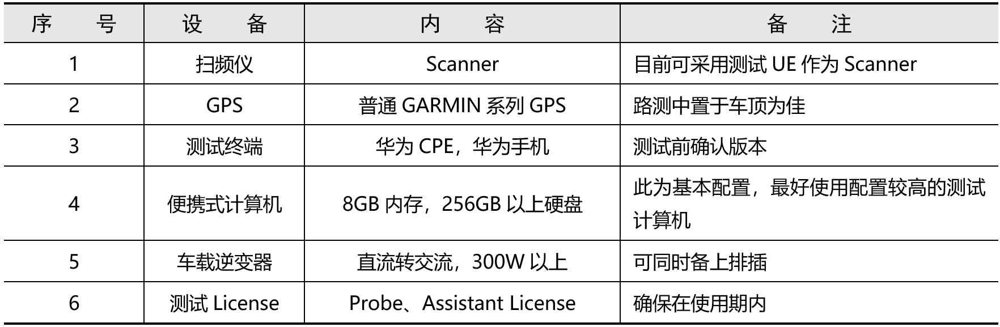 序 号 设 备 内 容 备 注
1 扫频仪 Scanner 目前可采用测试 UE 作为 Scanner
2 GPS 普通 GARMIN 系列 GPS 路测中置于车顶为佳
3 测试终端 华为 CPE，华为手机 测试前确认版本
4 便携式计算机 8GB 内存，256GB 以上硬盘 此为基本配置，最好使用配置较高的测试
计算机
5 车载逆变器 直流转交流，300W 以上 可同时备上排插
6 测试 License Probe、Assistant License 确保在使用期内